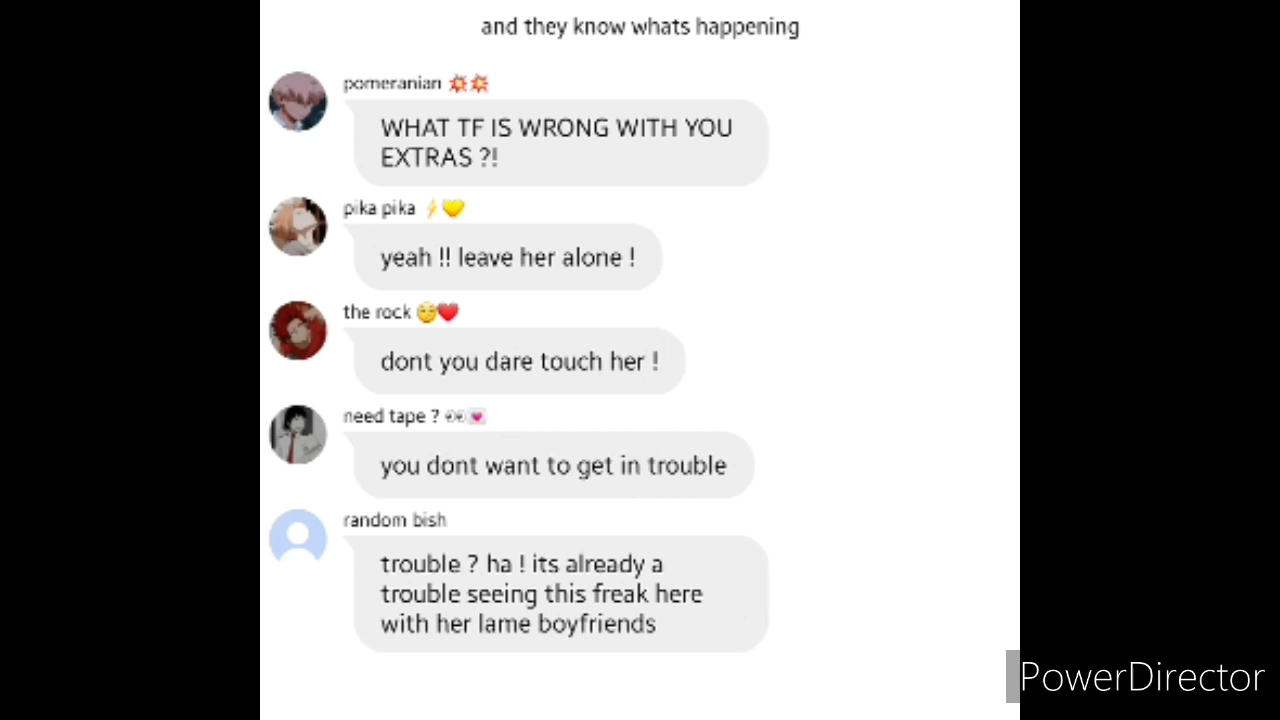 and they know whats happening
pomeranian 💥💥
WHAT TF IS WRONG WITH YOU
EXTRAS ?!
pika pika ⚡💛
yeah !! leave her alone !
the rock 😏❤️
dont you dare touch her !
need tape ? 👀💌
you dont want to get in trouble
random bish
trouble ? ha ! its already a
trouble seeing this freak here
with her lame boyfriends
PowerDirector